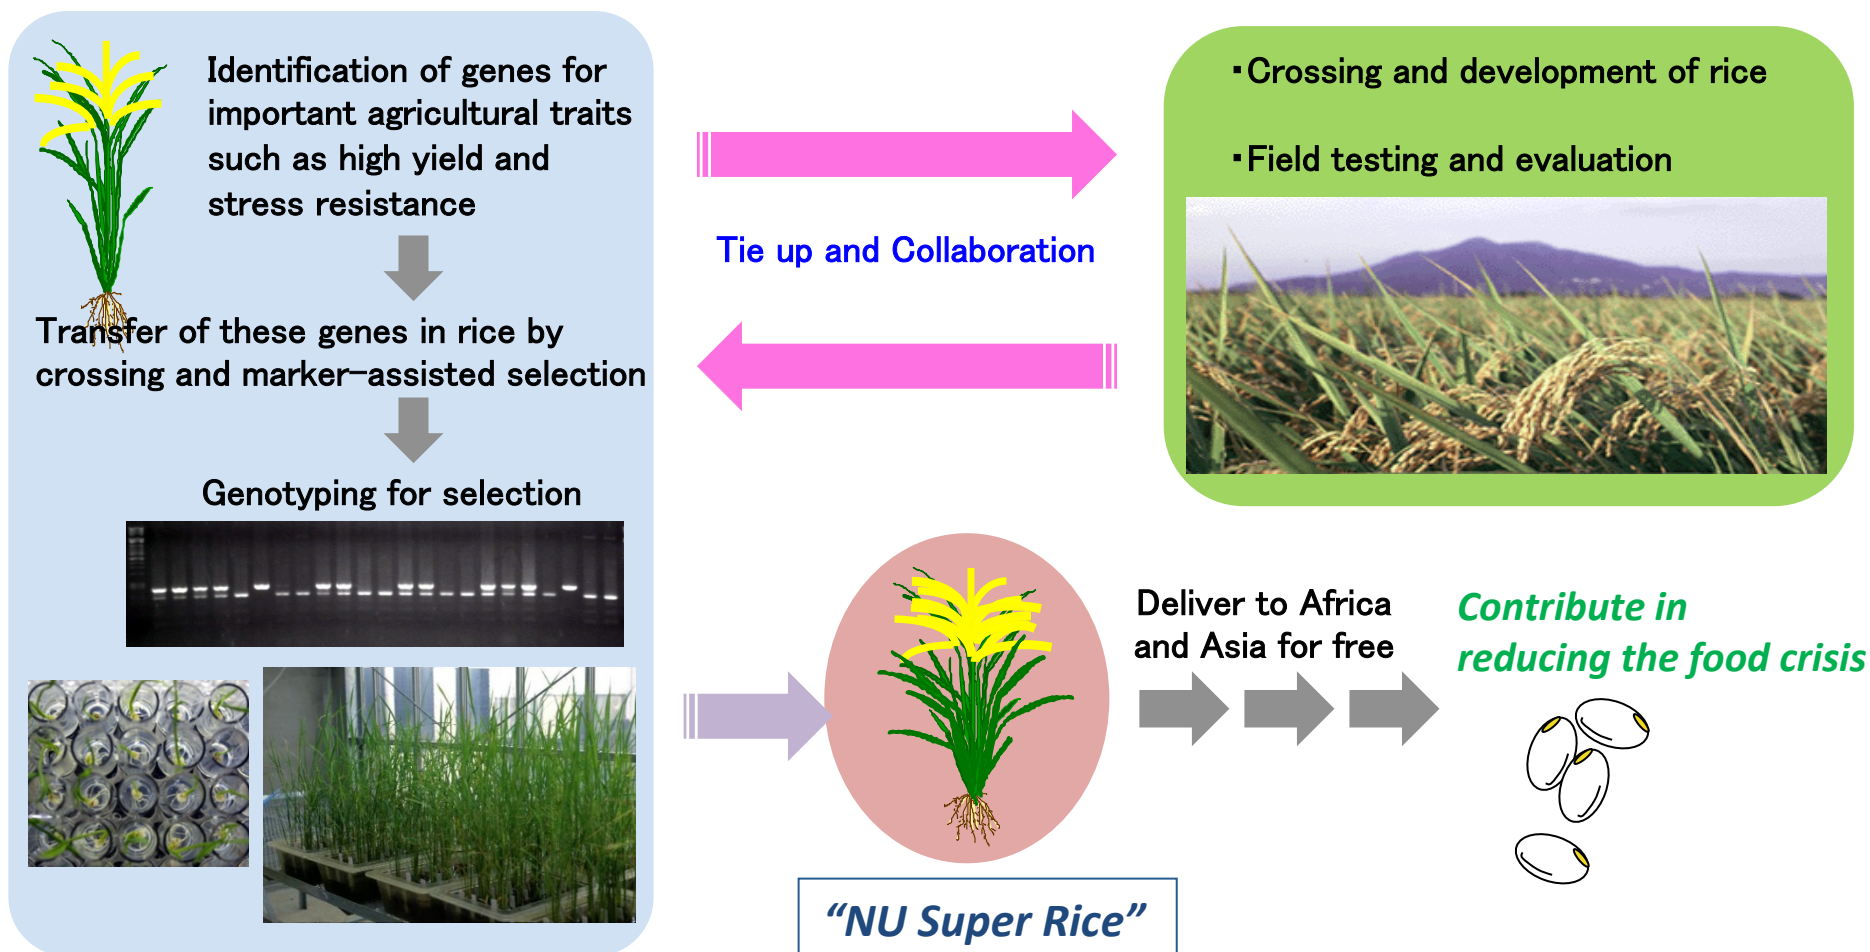 Identification of genes for
important agricultural traits
such as high yield and
stress resistance
Transfer of these genes in rice by
crossing and marker-assisted selection
Genotyping for selection
Tie up and Collaboration
・Crossing and development of rice
・Field testing and evaluation
“NU Super Rice”
Deliver to Africa
and Asia for free
Contribute in
reducing the food crisis